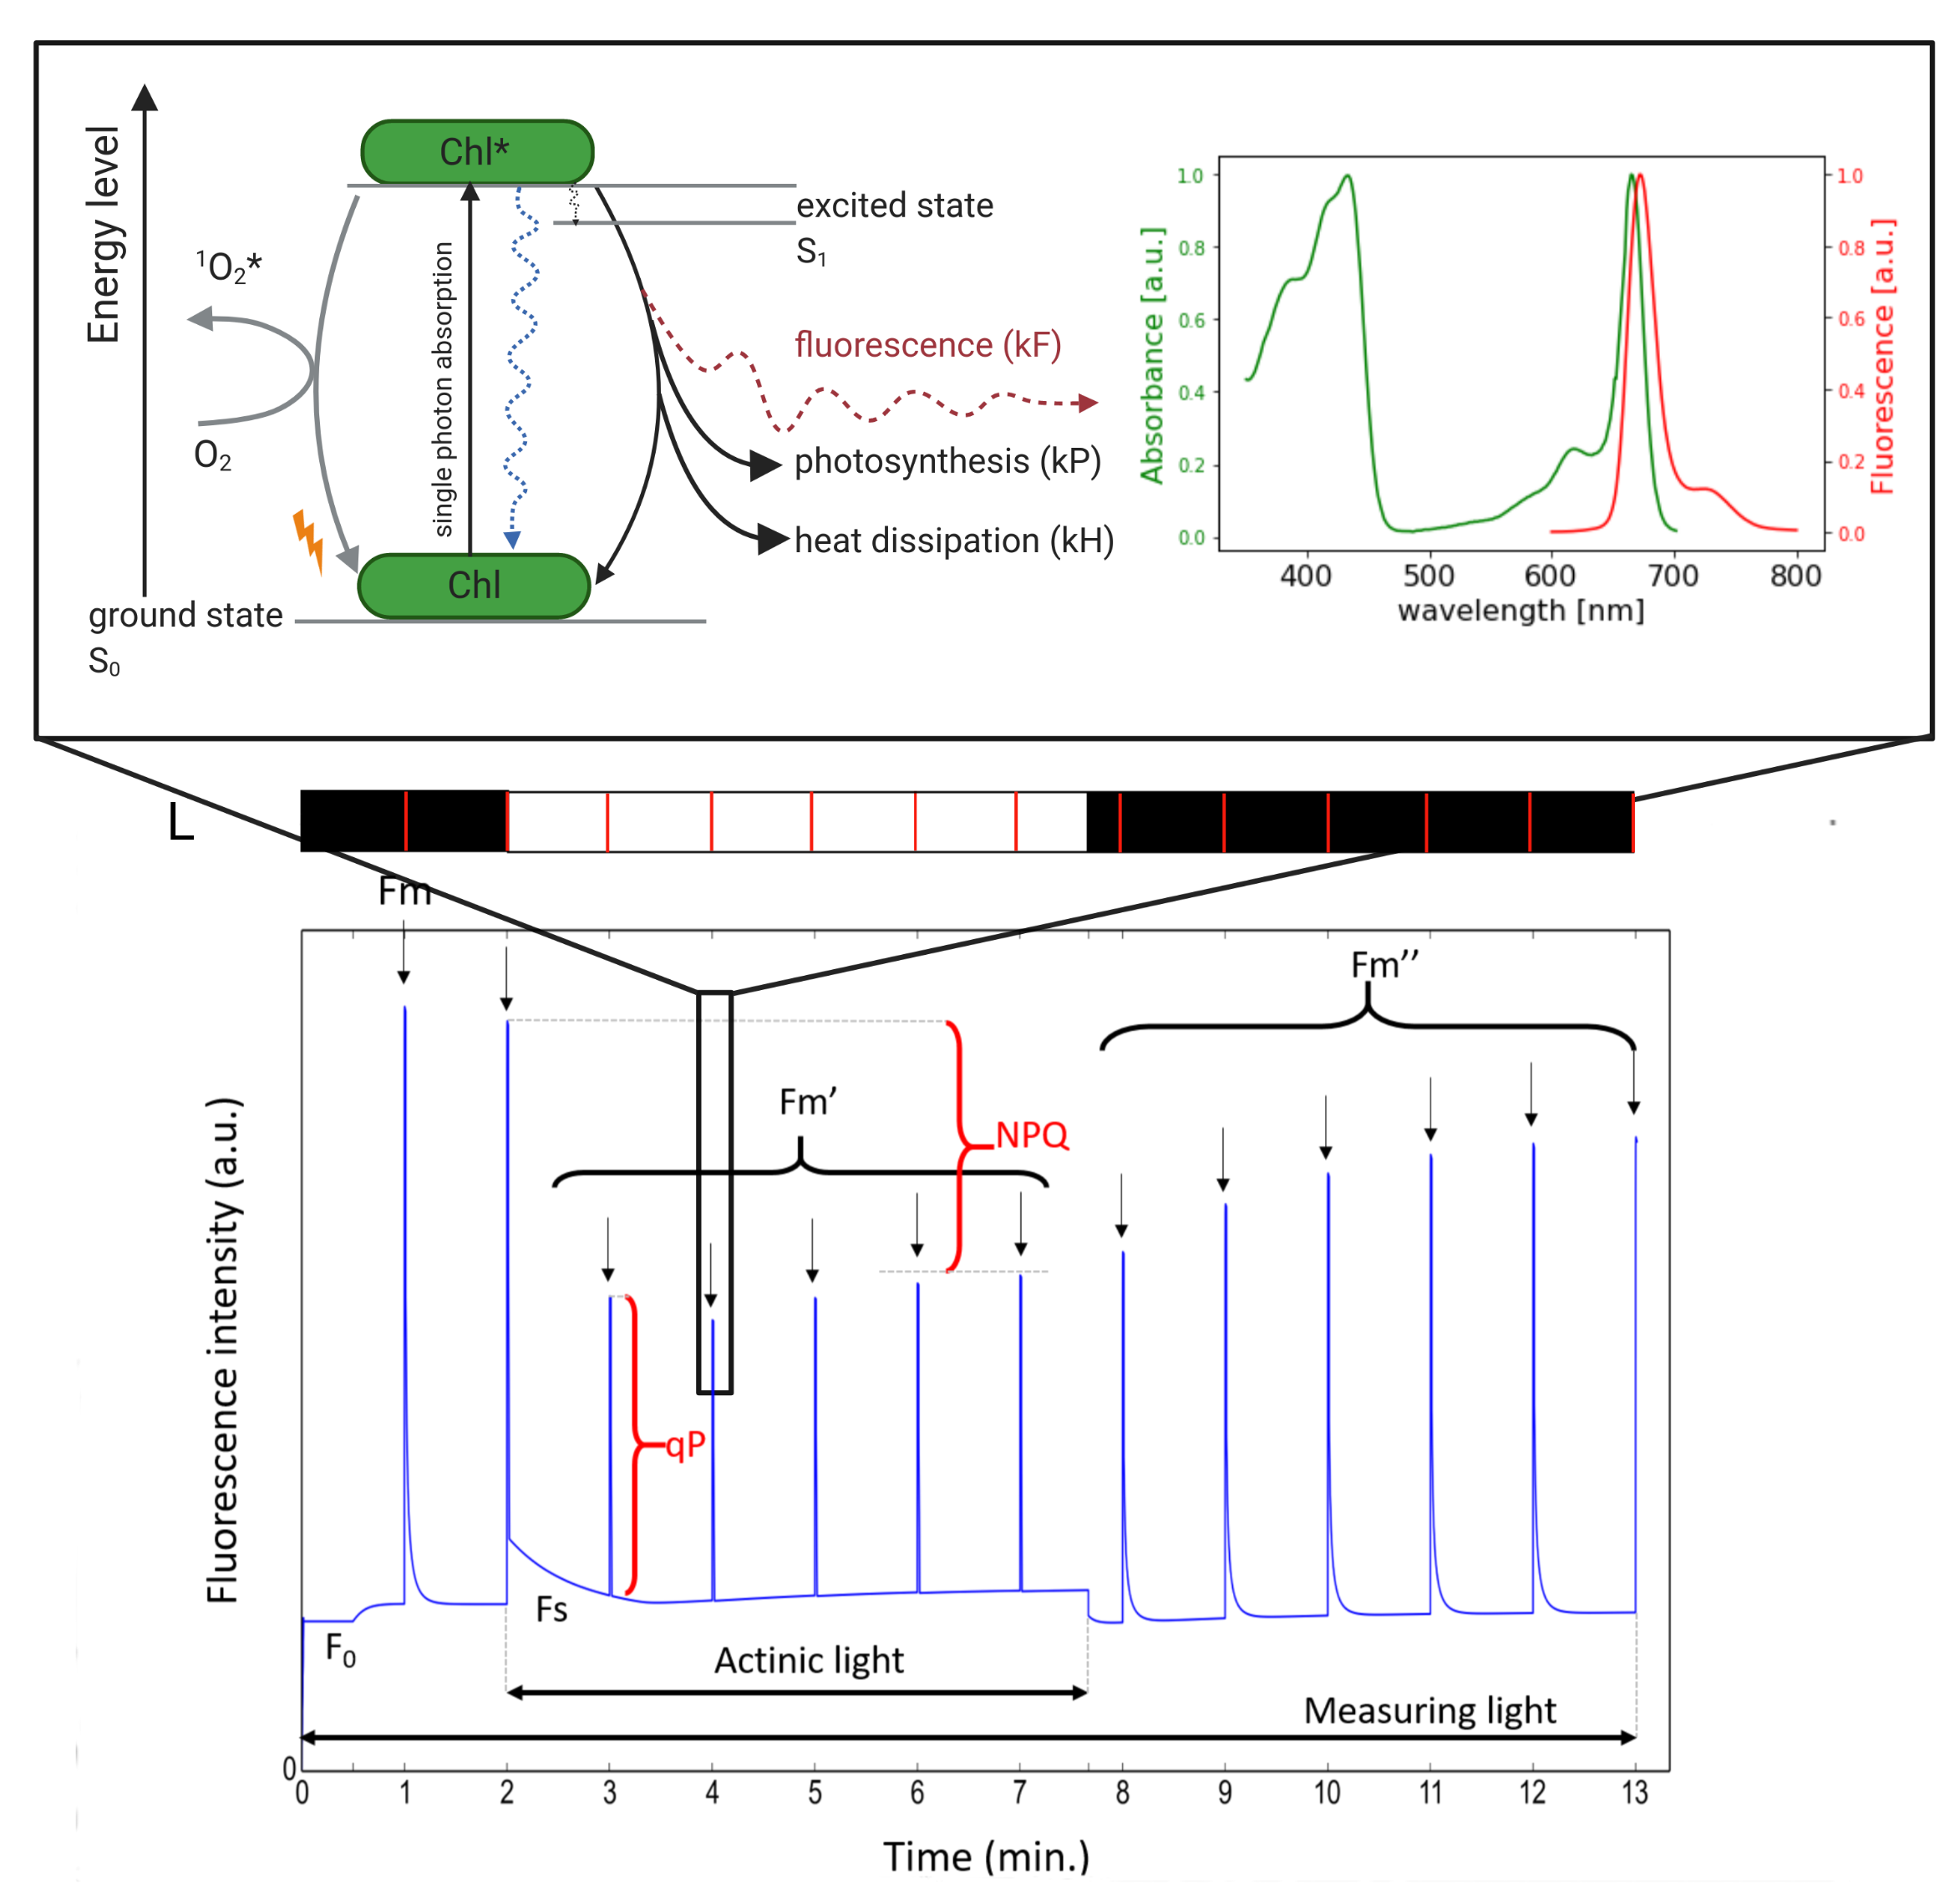 Energy level
Chl*
excited state
S1
¹O2*
O2
single photon absorption
fluorescence (kF)
photosynthesis (kP)
heat dissipation (kH)
Chl
ground state
S0
Absorbance [a.u.]
1.0
0.8
0.6
0.4
0.2
0.0
Fluorescence [a.u.]
1.0
0.8
0.6
0.4
0.2
0.0
400 500 600 700 800
wavelength [nm]
L
Fm
Fm’’
Fm’
NPQ
qP
Fs
F0
Actinic light
Measuring light
Fluorescence intensity (a.u.)
0
0 1 2 3 4 5 6 7 8 9 10 11 12 13
Time (min.)